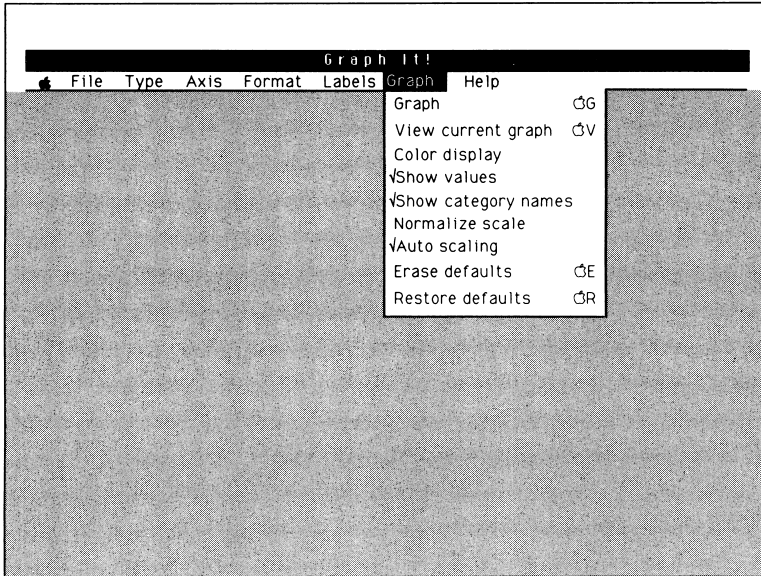 Graph It!
File Type Axis Format Labels Graph Help
Graph G
View current graph V
Color display
√Show values
√Show category names
Normalize scale
√Auto scaling
Erase defaults E
Restore defaults R